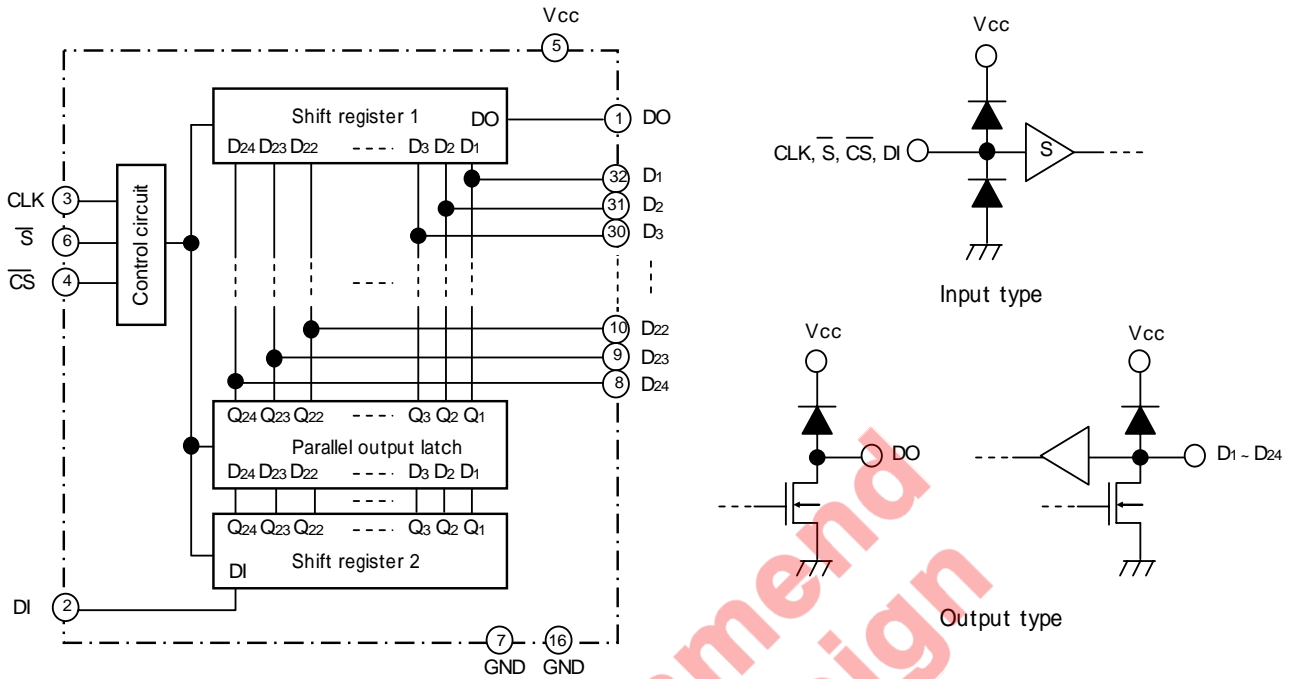 Vcc
5
Shift register 1
DO
D24 D23 D22 ---- D3 D2 D1
1 DO
32 D1
31 D2
30 D3
CLK 3
S̅ 6
C̅S̅ 4
Control circuit
10 D22
9 D23
8 D24
Q24 Q23 Q22 ---- Q3 Q2 Q1
Parallel output latch
D24 D23 D22 ---- D3 D2 D1
Q24 Q23 Q22 ---- Q3 Q2 Q1
Shift register 2
DI
DI 2
7 16
GND GND
Vcc
CLK, S̅, C̅S̅, DI
S
Input type
Vcc
DO
Vcc
D1 ~ D24
Output type
mend
sign